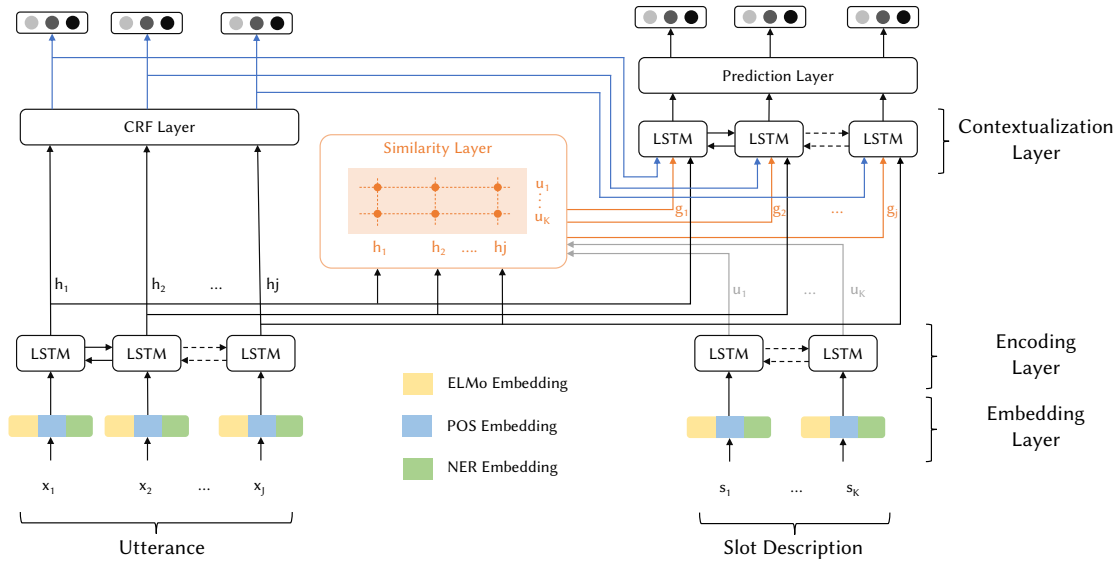 Prediction Layer
CRF Layer
LSTM
LSTM
LSTM
Contextualization
Layer
Similarity Layer
u1
⋮
uK
h1
h2
....
hj
g1
g2
...
gj
h1
h2
...
hj
u1
...
uK
LSTM
LSTM
LSTM
LSTM
LSTM
Encoding
Layer
ELMo Embedding
POS Embedding
NER Embedding
Embedding
Layer
x1
x2
...
xJ
s1
...
sK
Utterance
Slot Description